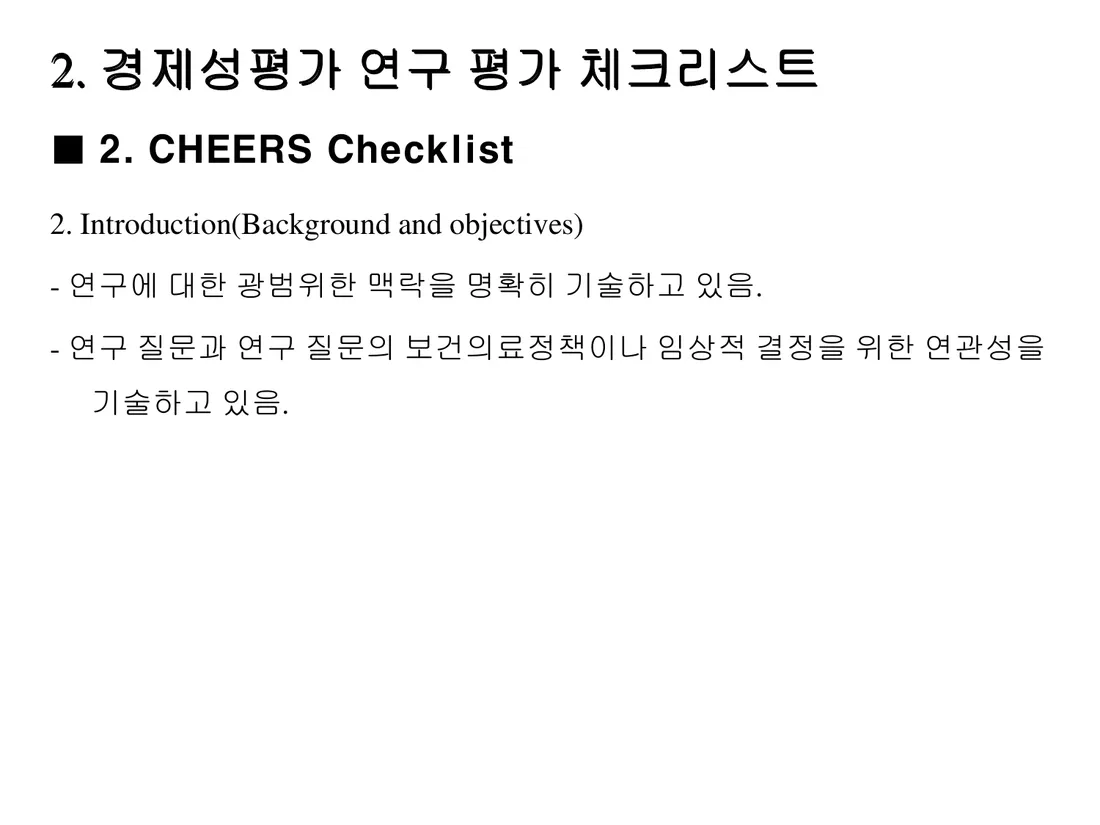 2. 경제성평가 연구 평가 체크리스트
■ 2. CHEERS Checklist
2. Introduction(Background and objectives)
- 연구에 대한 광범위한 맥락을 명확히 기술하고 있음.
- 연구 질문과 연구 질문의 보건의료정책이나 임상적 결정을 위한 연관성을
기술하고 있음.